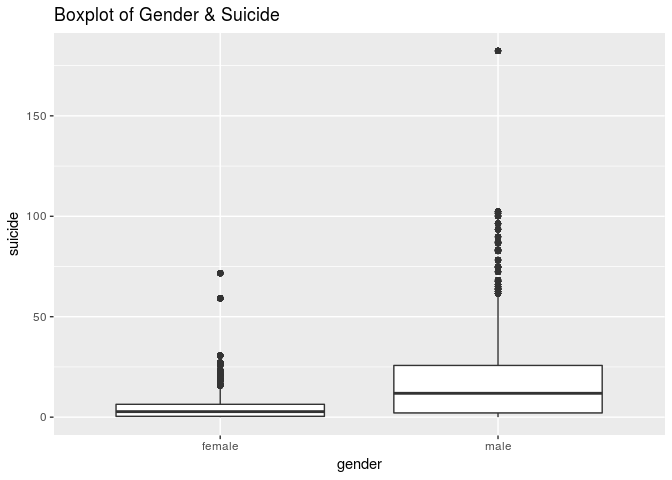 Boxplot of Gender & Suicide
suicide
150
100
50
0
female male
gender